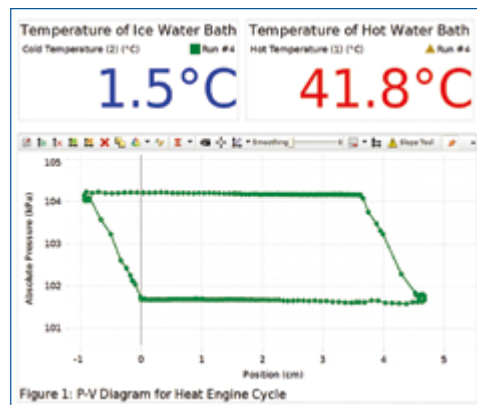 Temperature of Ice Water Bath
Cold Temperature (2) (°C) Run #4
1.5°C
Temperature of Hot Water Bath
Hot Temperature (1) (°C) Run #4
41.8°C
Smoothing
Slope Tool
105
104
103
102
101
Absolute Pressure (kPa)
-1 0 1 2 3 4 5
Position (cm)
Figure 1: P-V Diagram for Heat Engine Cycle